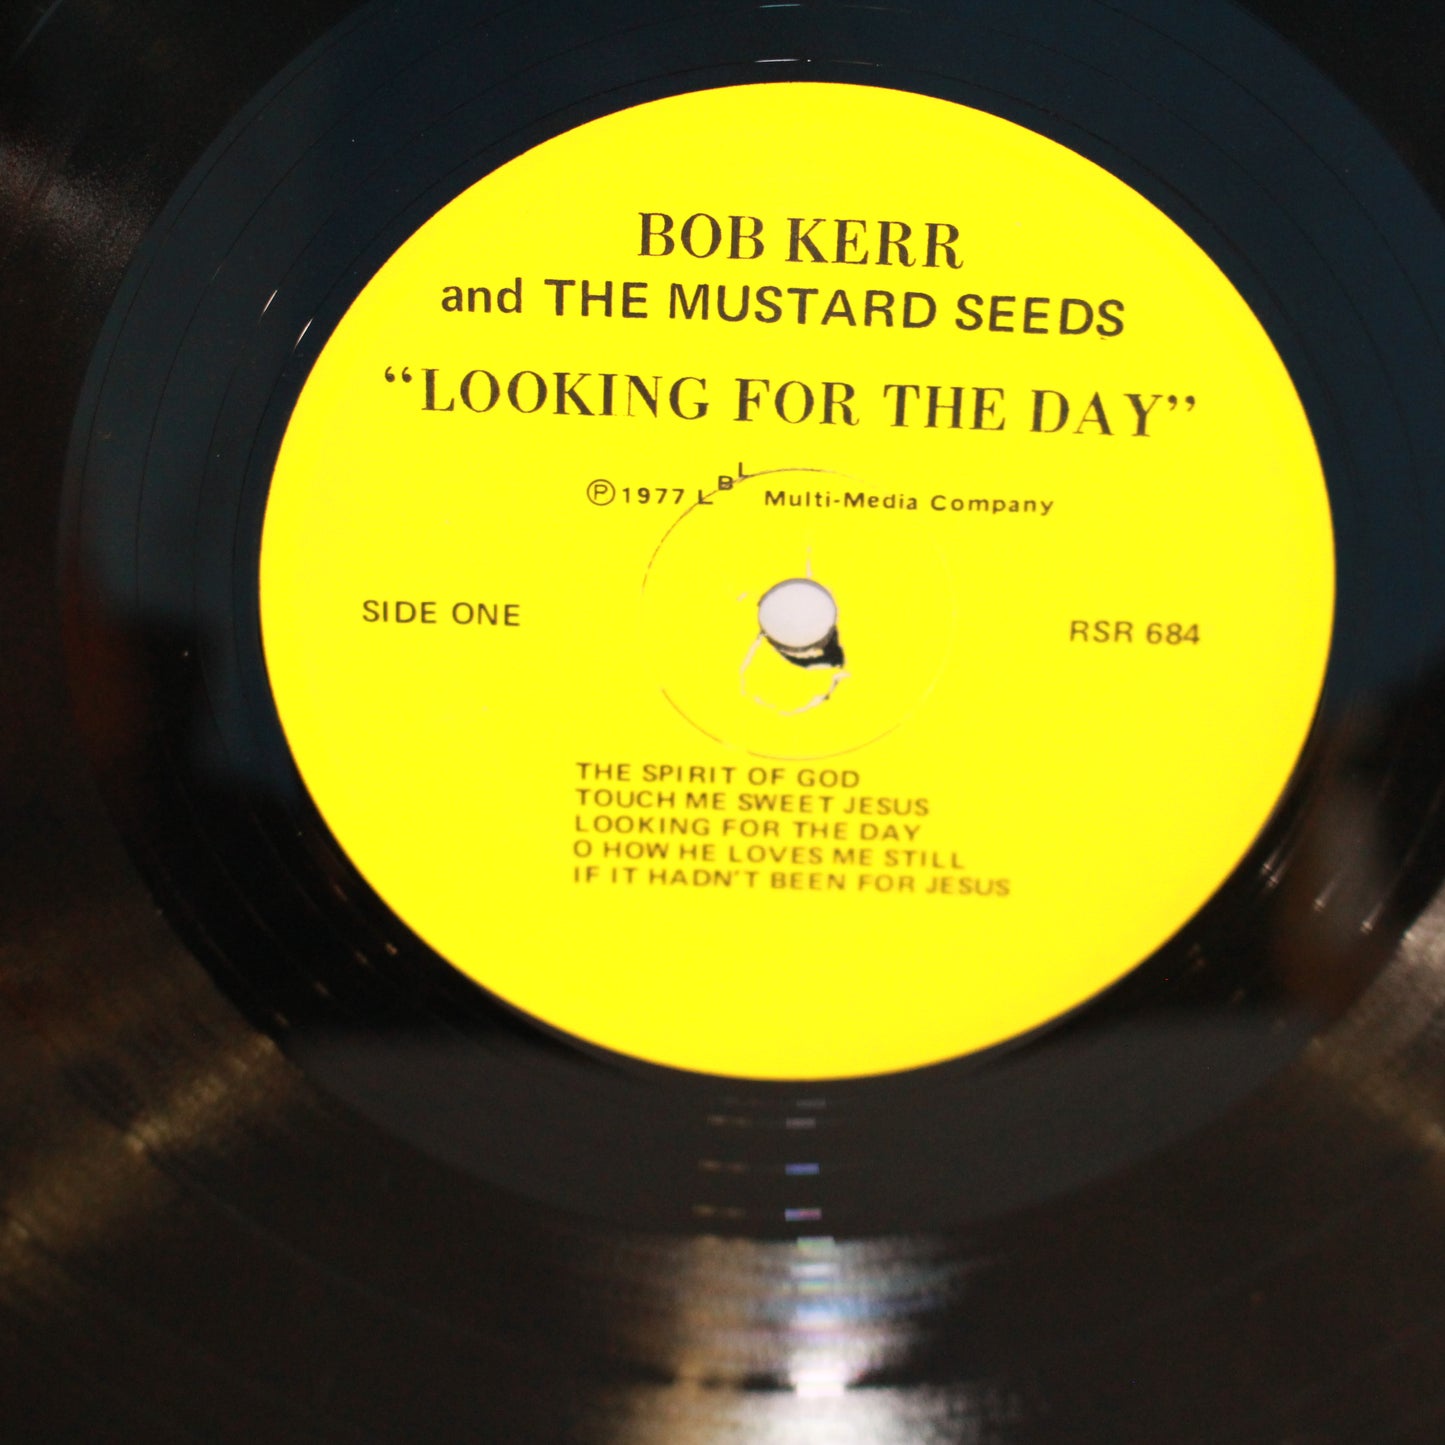 BOB KERR
and THE MUSTARD SEEDS
“LOOKING FOR THE DAY”
Ⓟ1977 LBL Multi-Media Company
SIDE ONE
RSR 684
THE SPIRIT OF GOD
TOUCH ME SWEET JESUS
LOOKING FOR THE DAY
O HOW HE LOVES ME STILL
IF IT HADN'T BEEN FOR JESUS